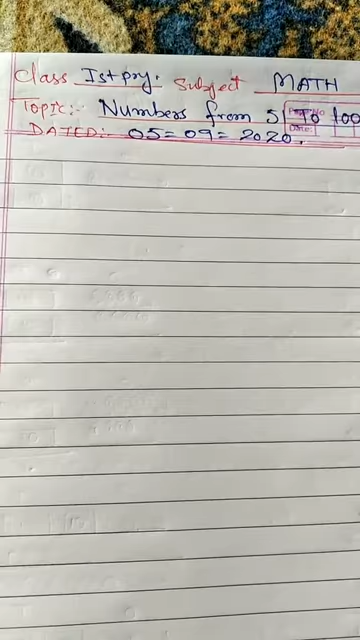 Class Ist pry. Subject MATH
Topic:- Numbers from 51 to 100
DATED:- 05=09=2020.